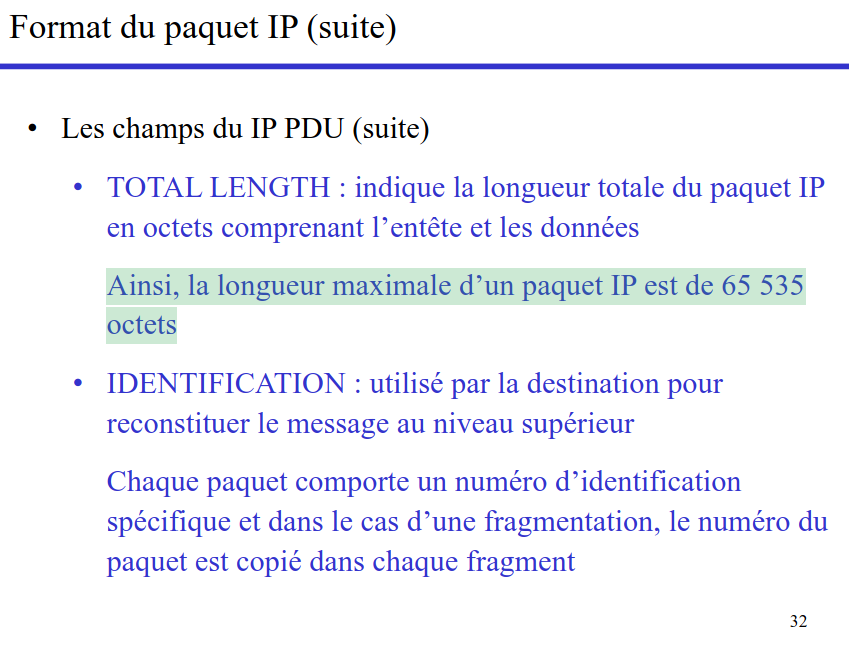 Format du paquet IP (suite)
• Les champs du IP PDU (suite)
• TOTAL LENGTH : indique la longueur totale du paquet IP
en octets comprenant l’entête et les données
Ainsi, la longueur maximale d’un paquet IP est de 65 535
octets
• IDENTIFICATION : utilisé par la destination pour
reconstituer le message au niveau supérieur
Chaque paquet comporte un numéro d’identification
spécifique et dans le cas d’une fragmentation, le numéro du
paquet est copié dans chaque fragment
32